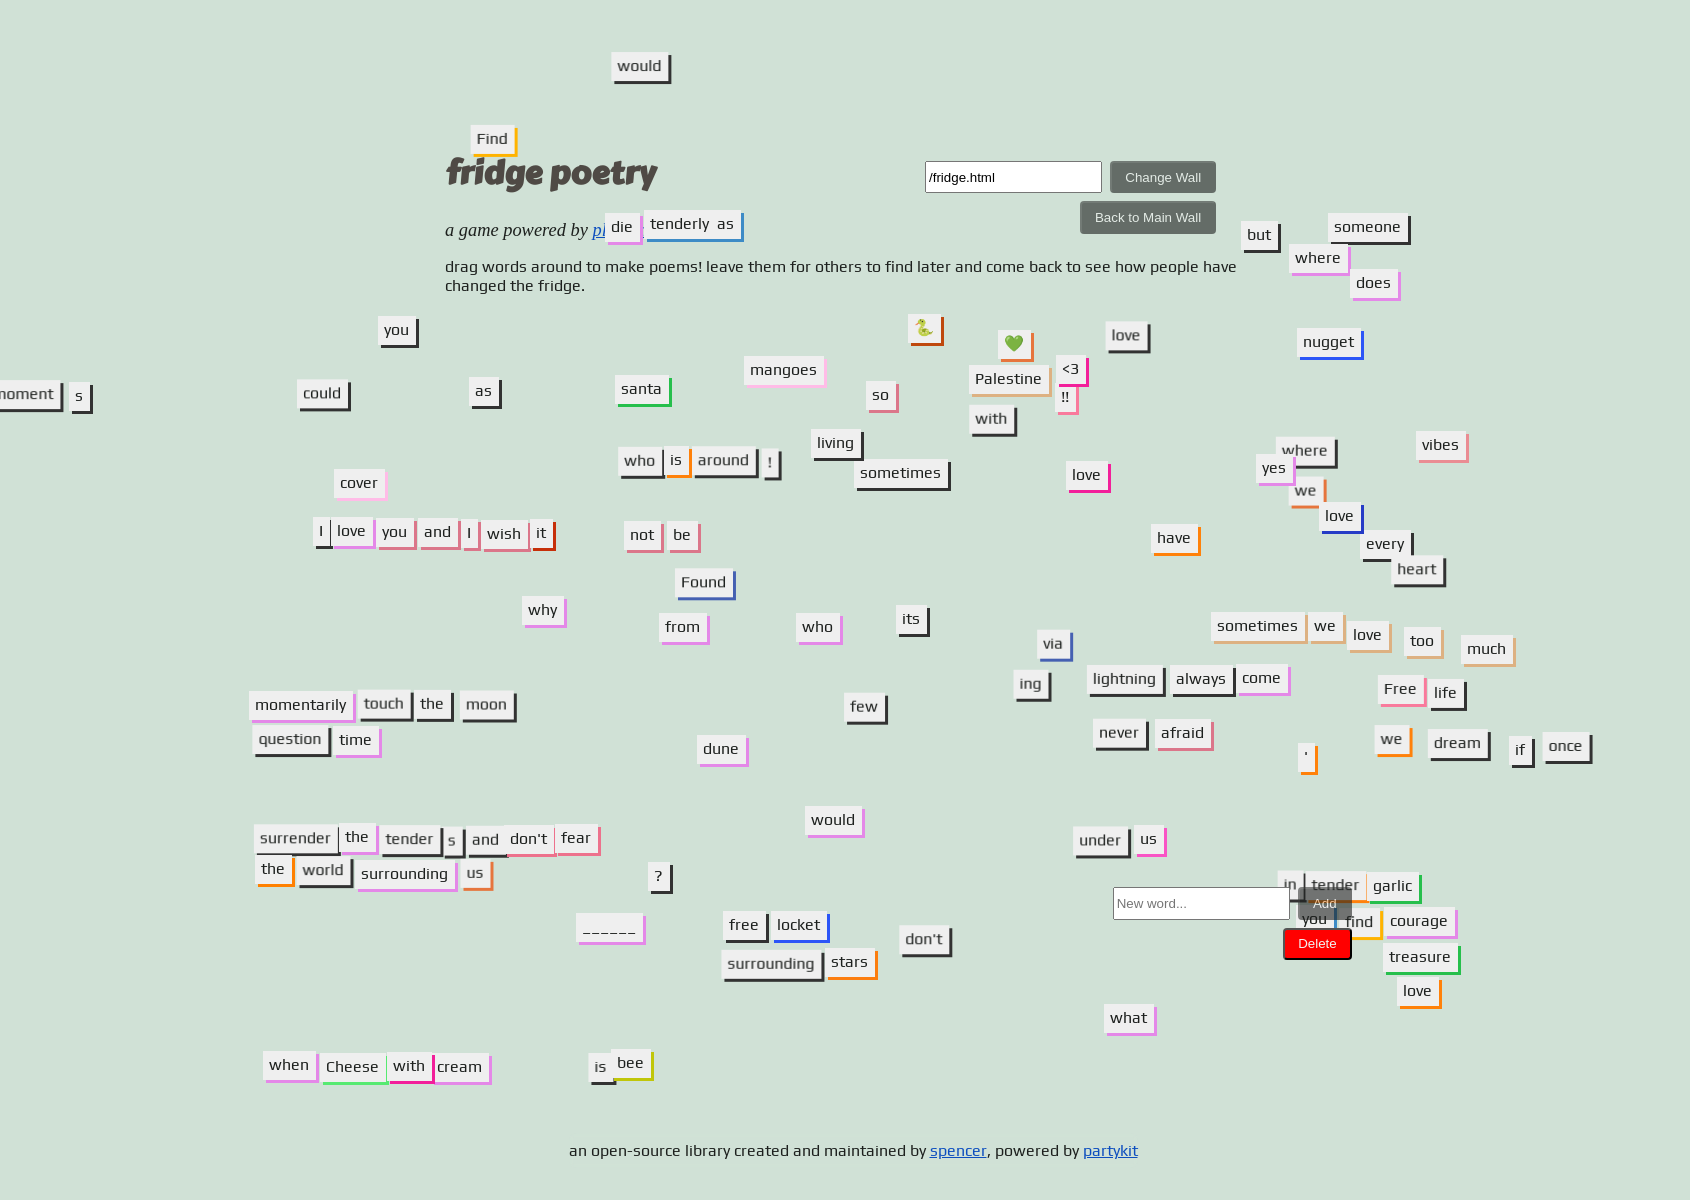 would
Find
fridge poetry
/fridge.html
Change Wall
Back to Main Wall
a game powered by pl
die tenderly as
but
someone
where
does
drag words around to make poems! leave them for others to find later and come back to see how people have
changed the fridge.
you
🐍
💚
love
nugget
mangoes
Palestine
<3
!!
moment s
could
as
santa
so
with
living
sometimes
who is around !
where
yes
we
love
every
heart
vibes
cover
love
I love you and I wish it
not be
have
Found
why
from
who
its
via
ing
sometimes we love too much
lightning always come
Free life
momentarily touch the moon
question time
few
never afraid
dune
'
we dream if once
would
surrender the tender s and don't fear
the world surrounding us
under us
?
in tender garlic
New word...
Add
you find courage
Delete
treasure
love
______
free locket
surrounding stars
don't
what
when Cheese with cream
is bee
an open-source library created and maintained by spencer, powered by partykit